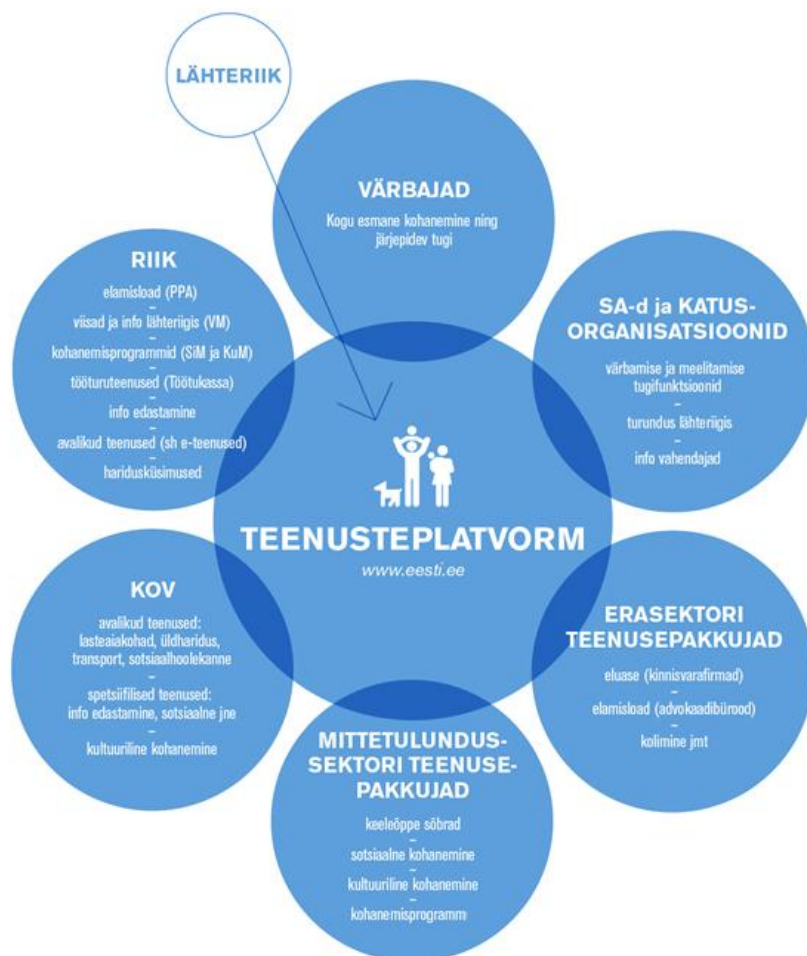 LÄHTERIIK
VÄRBAJAD
Kogu esmane kohanemine ning
järjepidev tugi
RIIK
elamisload (PPA)
–
viisad ja info lähteriigis (VM)
–
kohanemisprogrammid (SiM ja KuM)
–
tööturuteenused (Töötukassa)
–
info edastamine
–
avalikud teenused (sh e-teenused)
–
hariduküsimused
SA-d ja KATUS-
ORGANISATSIOONID
värbamise ja meelitamise
tugifunktsioonid
–
turundus lähteriigis
–
info vahendajad
TEENUSTEPLATVORM
www.eesti.ee
KOV
avalikud teenused:
lasteaiakohad, üldharidus,
transport, sotsiaalhoolekanne
–
spetsiifilised teenused:
info edastamine, sotsiaalne jne
–
kultuuriline kohanemine
ERASEKTORI
TEENUSEPAKKUJAD
eluase (kinnisvarafirmad)
–
elamisload (advokaadibürood)
–
kolimine jmt
MITTETULUNDUS-
SEKTORI TEENUSE-
PAKKUJAD
keeleõppe sõbrad
–
sotsiaalne kohanemine
–
kultuuriline kohanemine
–
kohanemisprogramm